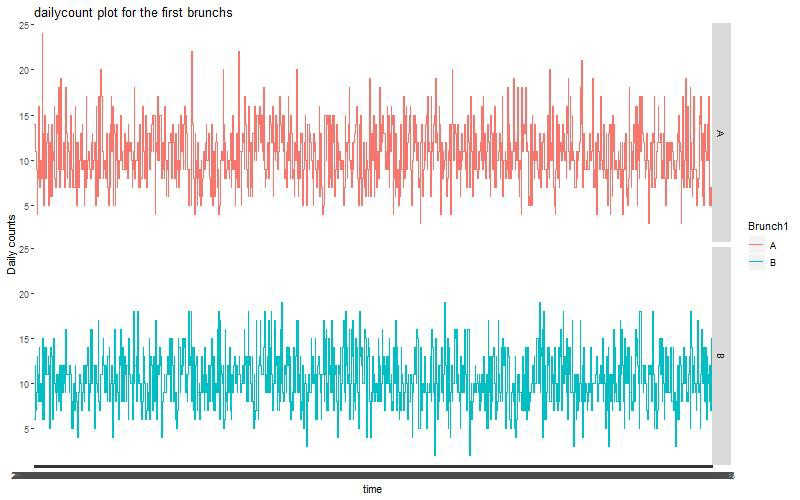 dailycount plot for the first brunchs
25
20
15
10
5
A
Daily counts
25
20
15
10
5
B
time
Brunch1
A
B